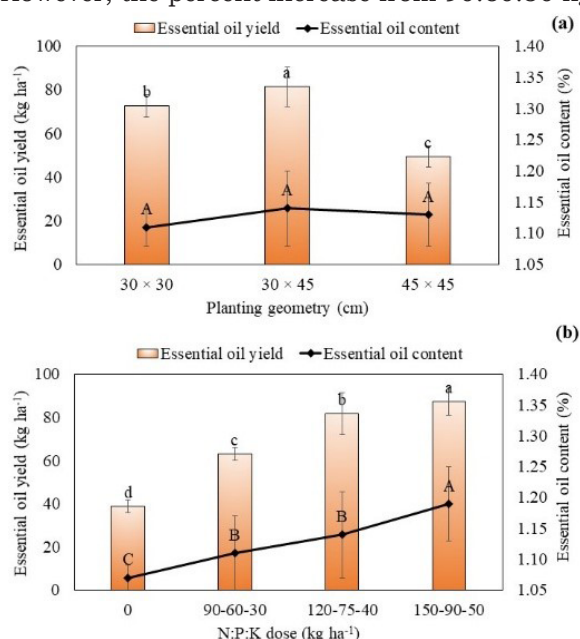 (a)
Essential oil yield Essential oil content
100 1.40
b a 1.35
80 1.30
60 c 1.25
40 1.20
A A A 1.15
20 1.10
0 1.05
30 × 30 30 × 45 45 × 45
Planting geometry (cm)
Essential oil yield (kg ha⁻¹)
Essential oil content (%)
(b)
Essential oil yield Essential oil content
100 1.40
b a 1.35
80 1.30
c
60 1.25
d A
40 1.20
B B 1.15
20 C 1.10
0 1.05
0 90-60-30 120-75-40 150-90-50
N:P:K dose (kg ha⁻¹)
Essential oil yield (kg ha⁻¹)
Essential oil content (%)